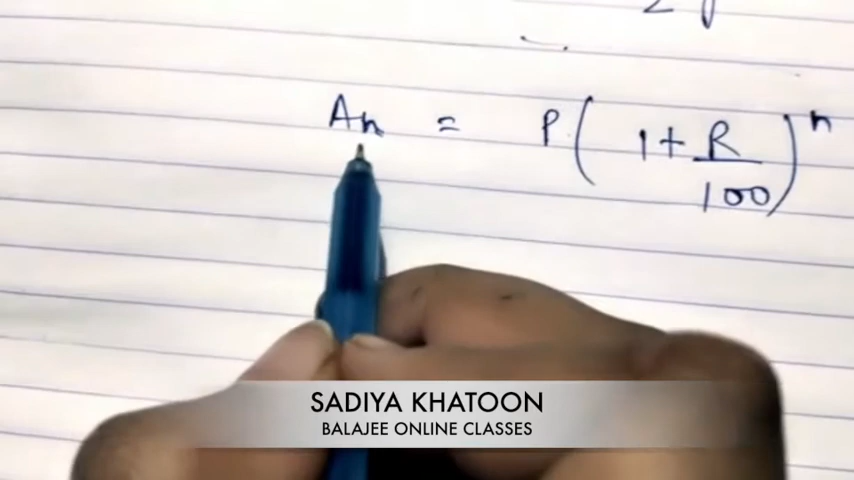 An = P(1 + R/100)^n
SADIYA KHATOON
BALAJEE ONLINE CLASSES